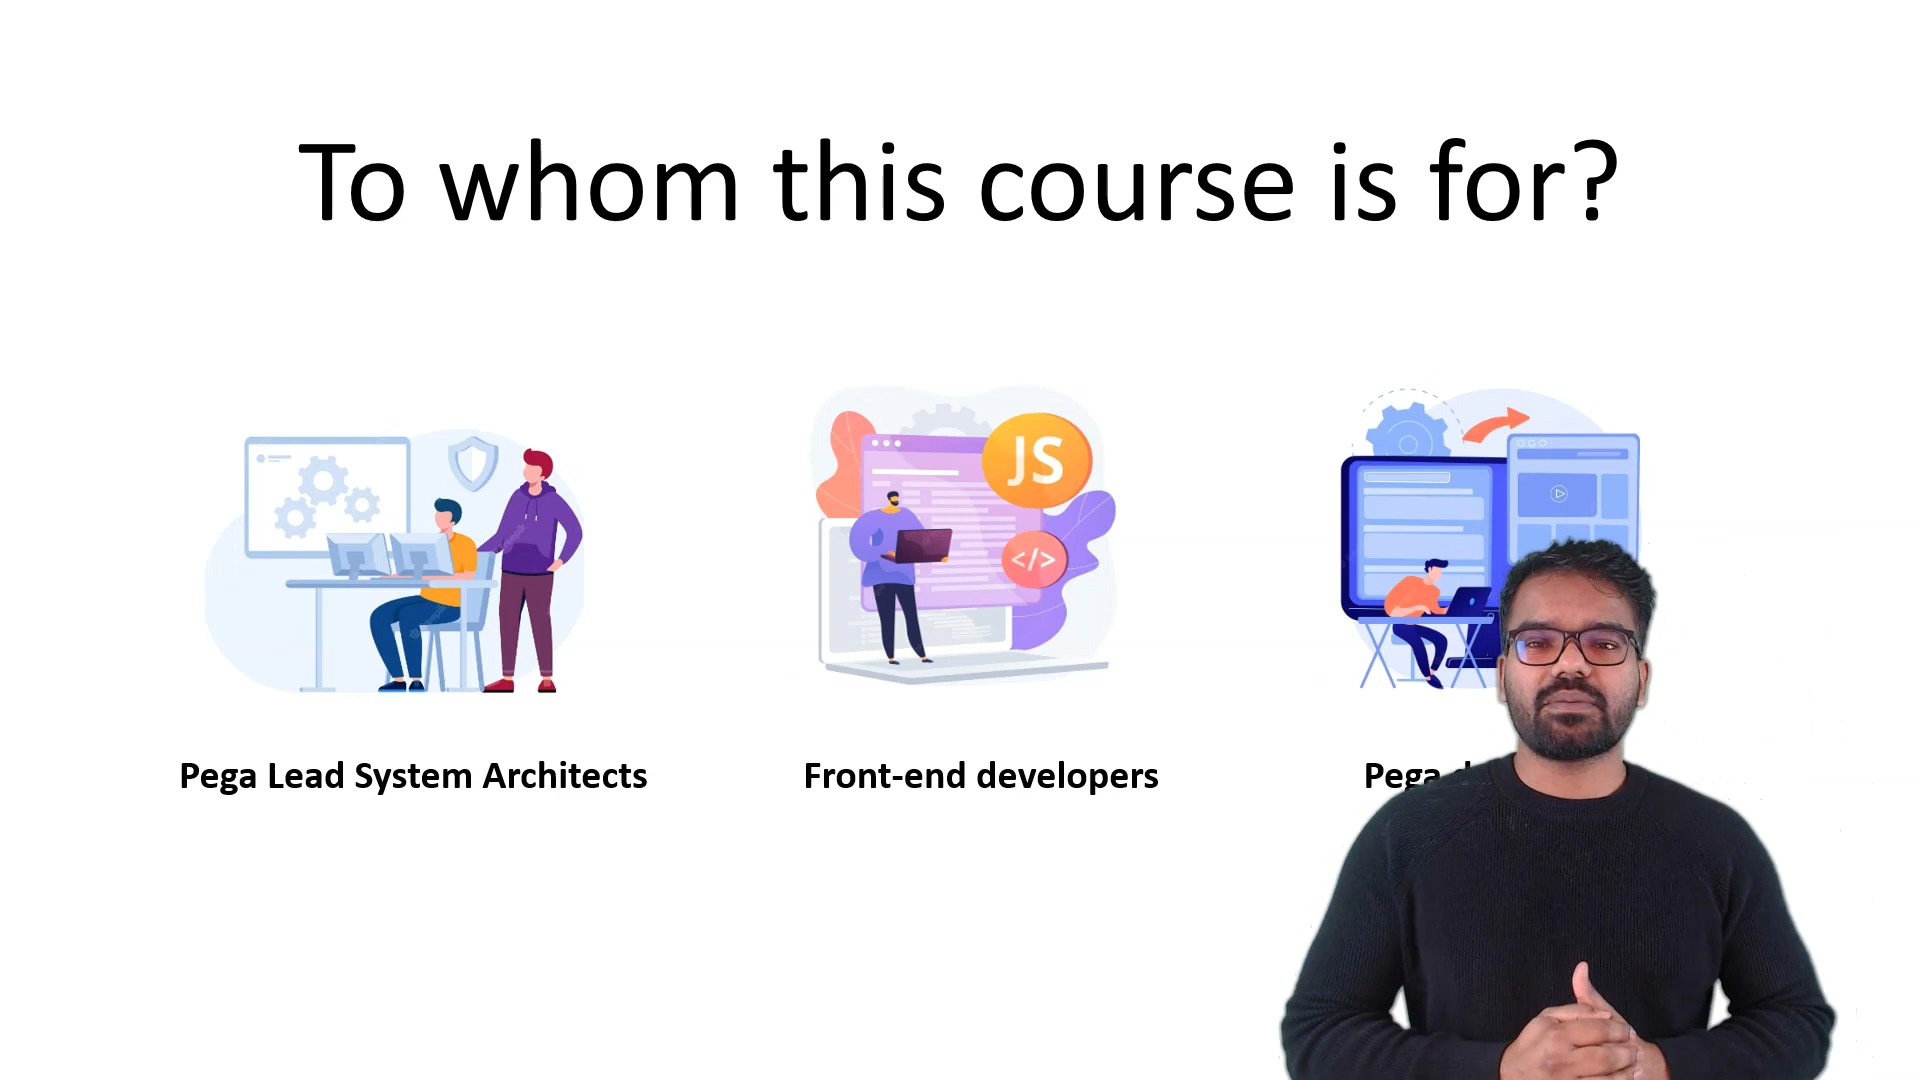 To whom this course is for?
JS
</>
Pega Lead System Architects
Front-end developers
Pega